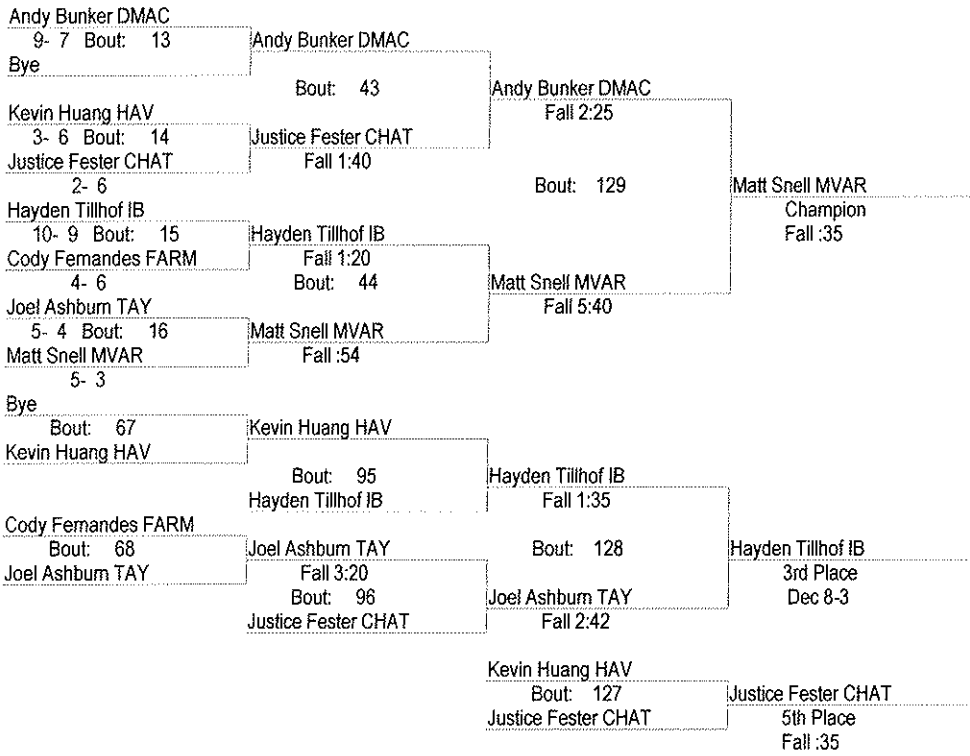 Andy Bunker DMAC
9- 7 Bout: 13
Bye
Andy Bunker DMAC
Bout: 43
Kevin Huang HAV
3- 6 Bout: 14
Justice Fester CHAT
2- 6
Justice Fester CHAT
Fall 1:40
Andy Bunker DMAC
Fall 2:25
Bout: 129
Hayden Tillhof IB
10- 9 Bout: 15
Cody Fernandes FARM
4- 6
Hayden Tillhof IB
Fall 1:20
Bout: 44
Joel Ashburn TAY
5- 4 Bout: 16
Matt Snell MVAR
5- 3
Matt Snell MVAR
Fall :54
Matt Snell MVAR
Fall 5:40
Matt Snell MVAR
Champion
Fall :35
Bye
Bout: 67
Kevin Huang HAV
Kevin Huang HAV
Bout: 95
Hayden Tillhof IB
Hayden Tillhof IB
Fall 1:35
Bout: 128
Cody Fernandes FARM
Bout: 68
Joel Ashburn TAY
Joel Ashburn TAY
Fall 3:20
Bout: 96
Justice Fester CHAT
Joel Ashburn TAY
Fall 2:42
Hayden Tillhof IB
3rd Place
Dec 8-3
Kevin Huang HAV
Bout: 127
Justice Fester CHAT
Justice Fester CHAT
5th Place
Fall :35